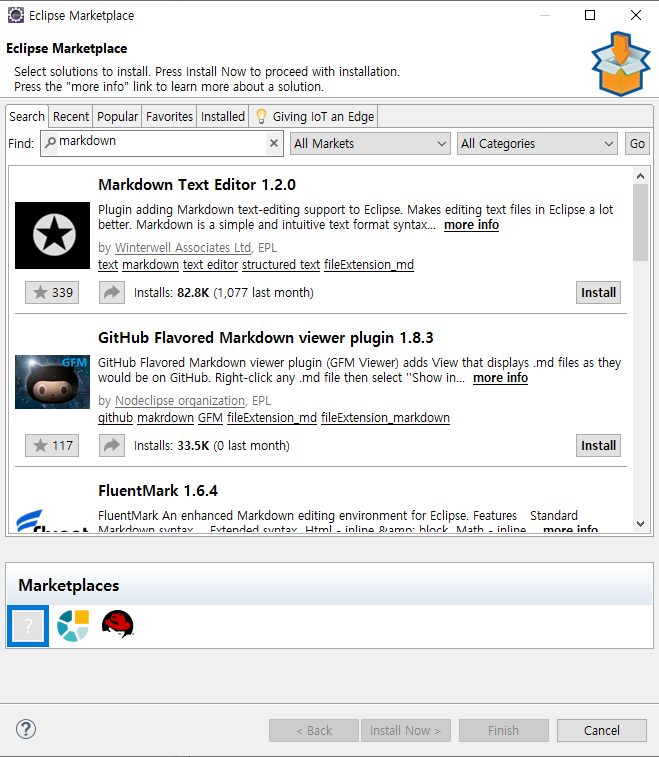 Eclipse Marketplace
Eclipse Marketplace
Select solutions to install. Press Install Now to proceed with installation.
Press the "more info" link to learn more about a solution.
Search Recent Popular Favorites Installed Giving IoT an Edge
Find: markdown All Markets All Categories Go
Markdown Text Editor 1.2.0
Plugin adding Markdown text-editing support to Eclipse. Makes editing text files in Eclipse a lot
better. Markdown is a simple and intuitive text format syntax... more info
by Winterwell Associates Ltd, EPL
text markdown text editor structured text fileExtension_md
339 Installs: 82.8K (1,077 last month) Install
GitHub Flavored Markdown viewer plugin 1.8.3
GFM
GitHub Flavored Markdown viewer plugin (GFM Viewer) adds View that displays .md files as they
would be on GitHub. Right-click any .md file then select "Show in... more info
by Nodeclipse organization, EPL
github makrdown GFM fileExtension_md fileExtension_markdown
117 Installs: 33.5K (0 last month) Install
FluentMark 1.6.4
FluentMark An enhanced Markdown editing environment for Eclipse. Features Standard
Markdown syntax Extended syntax Html - inline &amp; block Math - inline more info
Marketplaces
?
? < Back Install Now > Finish Cancel